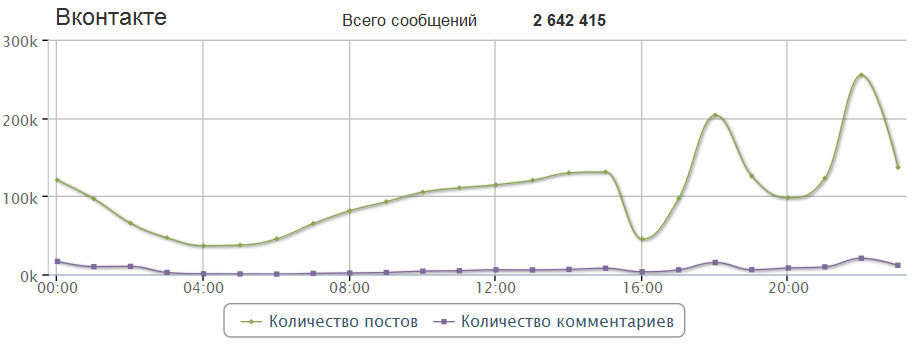 Вконтакте
Всего сообщений 2 642 415
300k
200k
100k
0k
00:00 04:00 08:00 12:00 16:00 20:00
Количество постов Количество комментариев